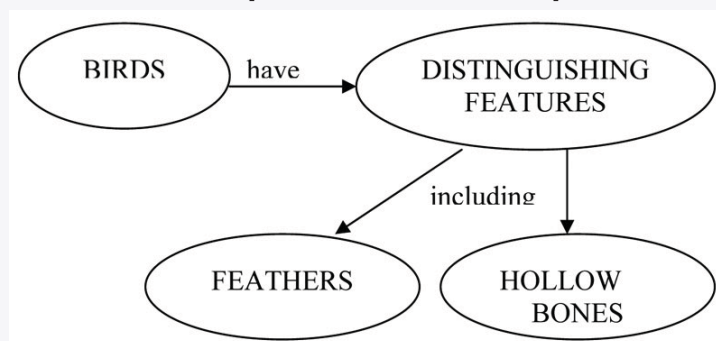 BIRDS
have
DISTINGUISHING
FEATURES
including
FEATHERS
HOLLOW
BONES